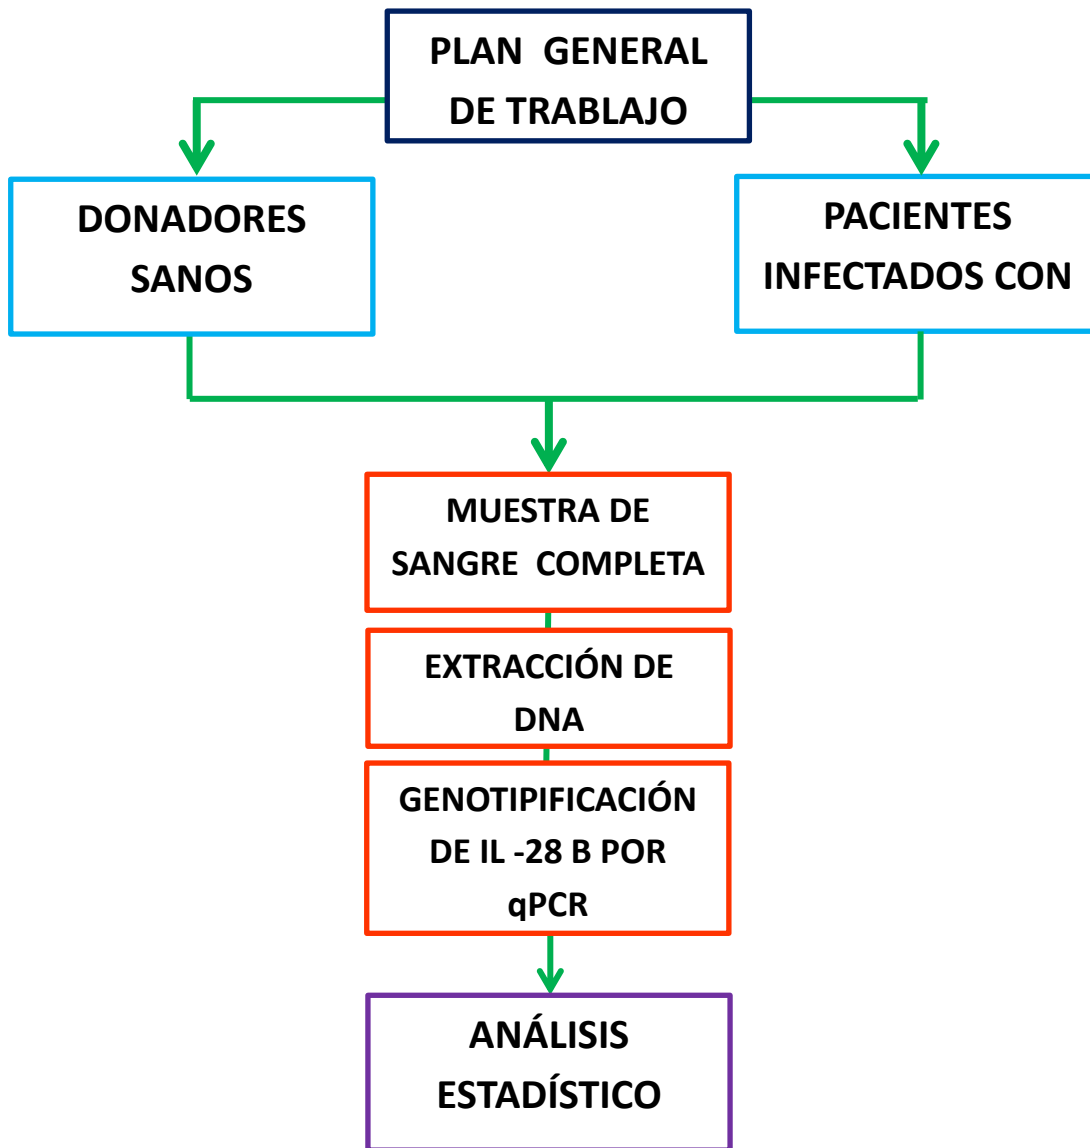 PLAN GENERAL
DE TRABLAJO
DONADORES
SANOS
PACIENTES
INFECTADOS CON
MUESTRA DE
SANGRE COMPLETA
EXTRACCIÓN DE
DNA
GENOTIPIFICACIÓN
DE IL -28 B POR
qPCR
ANÁLISIS
ESTADÍSTICO